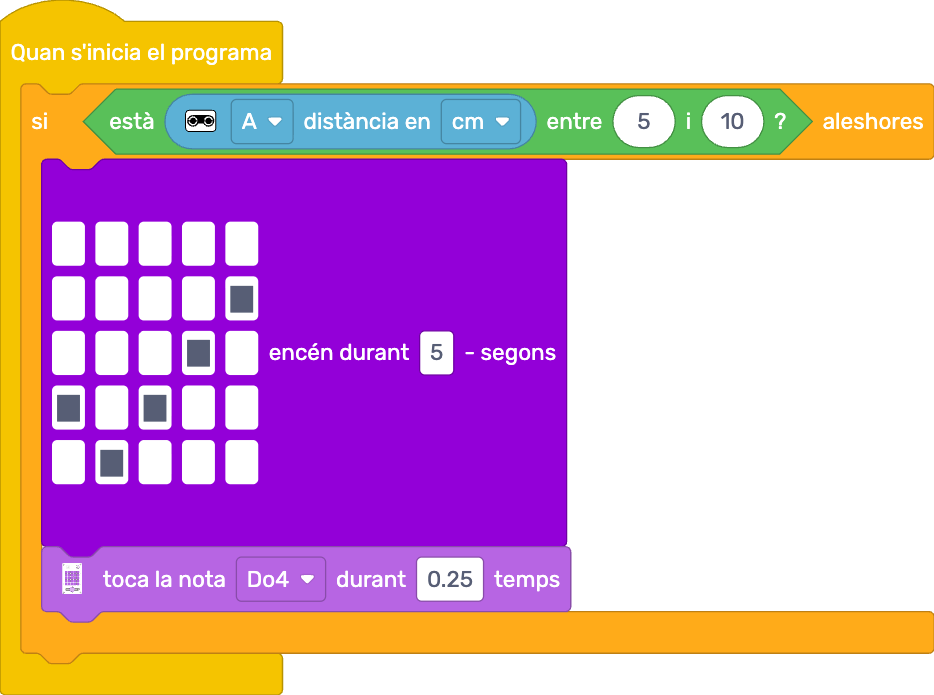 Quan s'inicia el programa
si està A distància en cm entre 5 i 10 ? aleshores
encén durant 5 - segons
toca la nota Do4 durant 0.25 temps